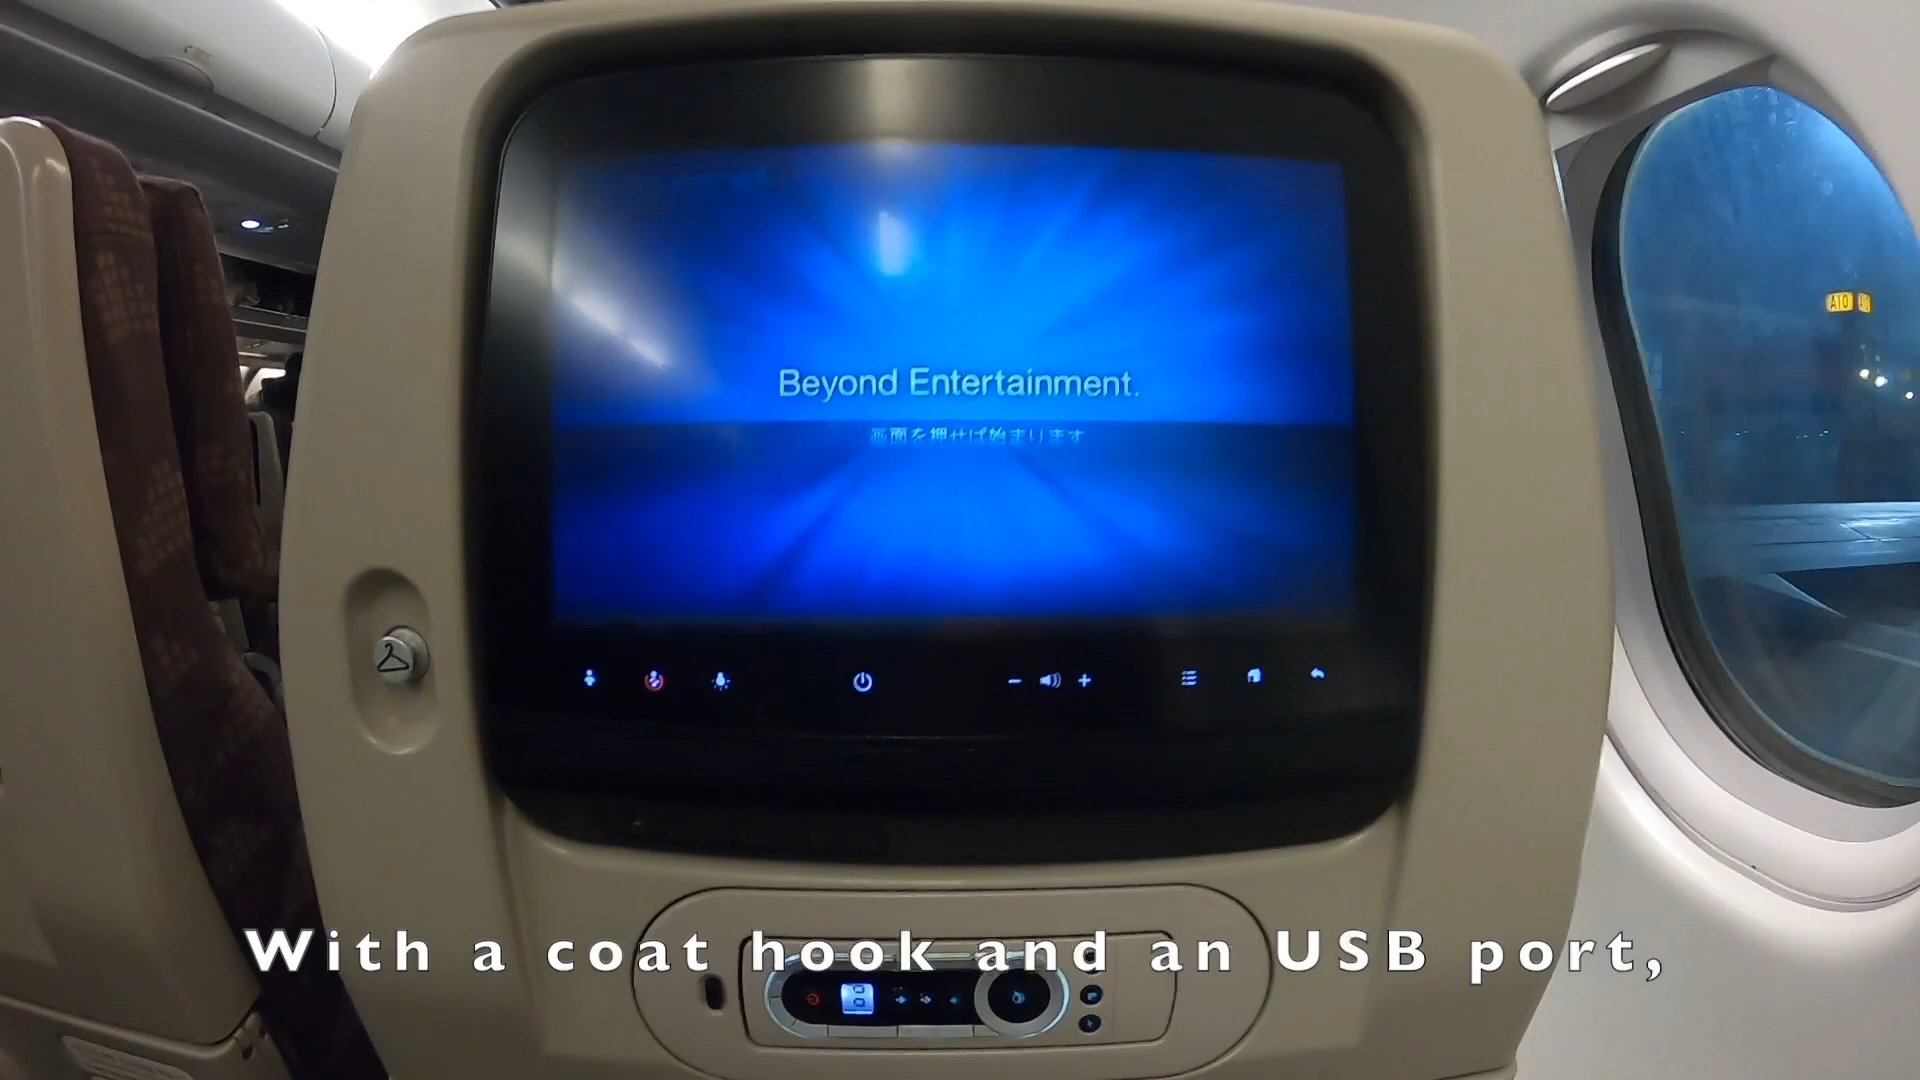 A10
Beyond Entertainment.
画面を押せば始まります
With a coat hook and an USB port,